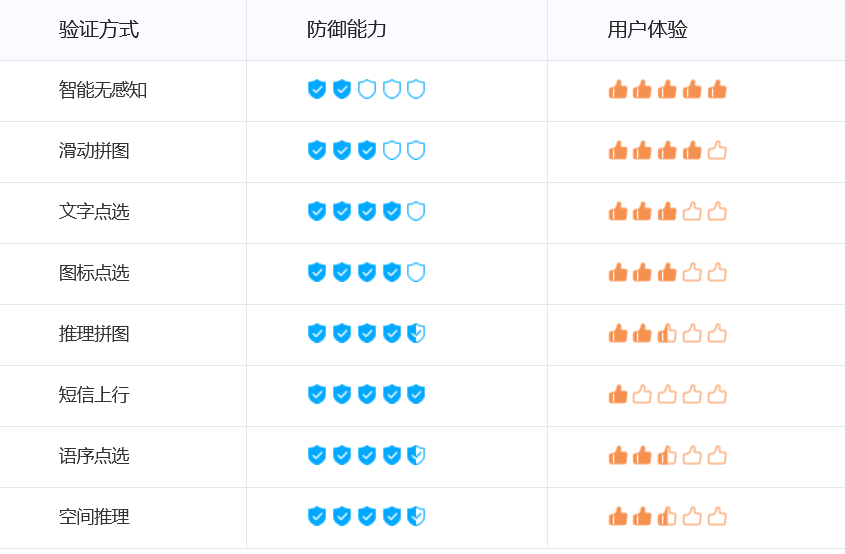 验证方式 防御能力 用户体验
智能无感知
滑动拼图
文字点选
图标点选
推理拼图
短信上行
语序点选
空间推理